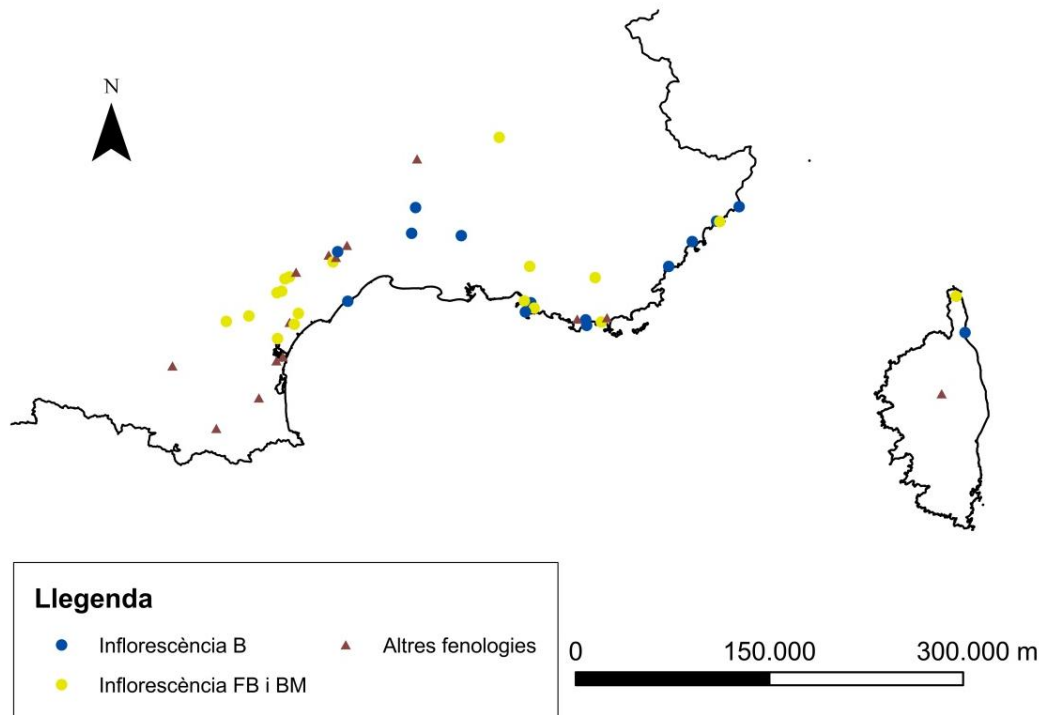 N
Llegenda
Inflorescència B
Altres fenologies
Inflorescència FB i BM
0 150.000 300.000 m